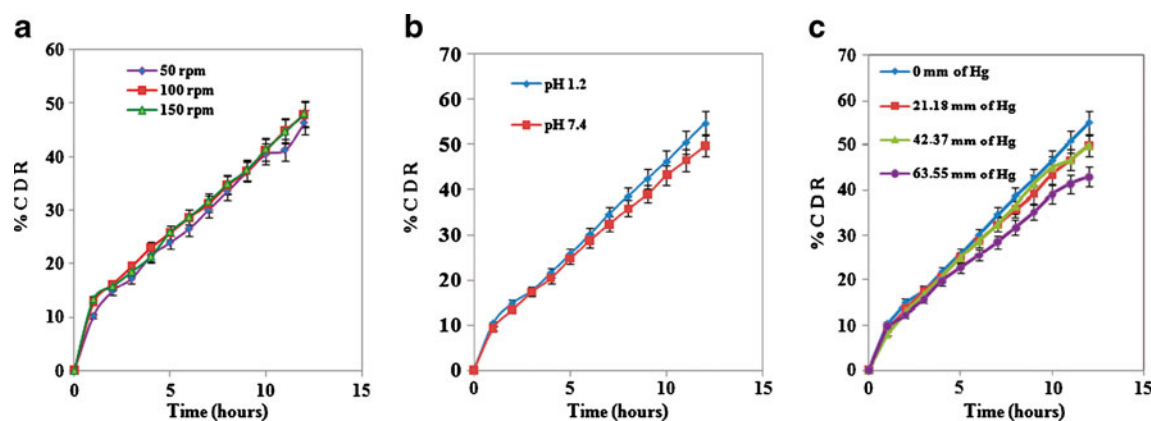 a
60
50
40
30
20
10
0
% C D R
50 rpm
100 rpm
150 rpm
0 5 10 15
Time (hours)
b
70
60
50
40
30
20
10
0
% C D R
pH 1.2
pH 7.4
0 5 10 15
Time (hours)
c
70
60
50
40
30
20
10
0
% C D R
0 mm of Hg
21.18 mm of Hg
42.37 mm of Hg
63.55 mm of Hg
0 5 10 15
Time (hours)